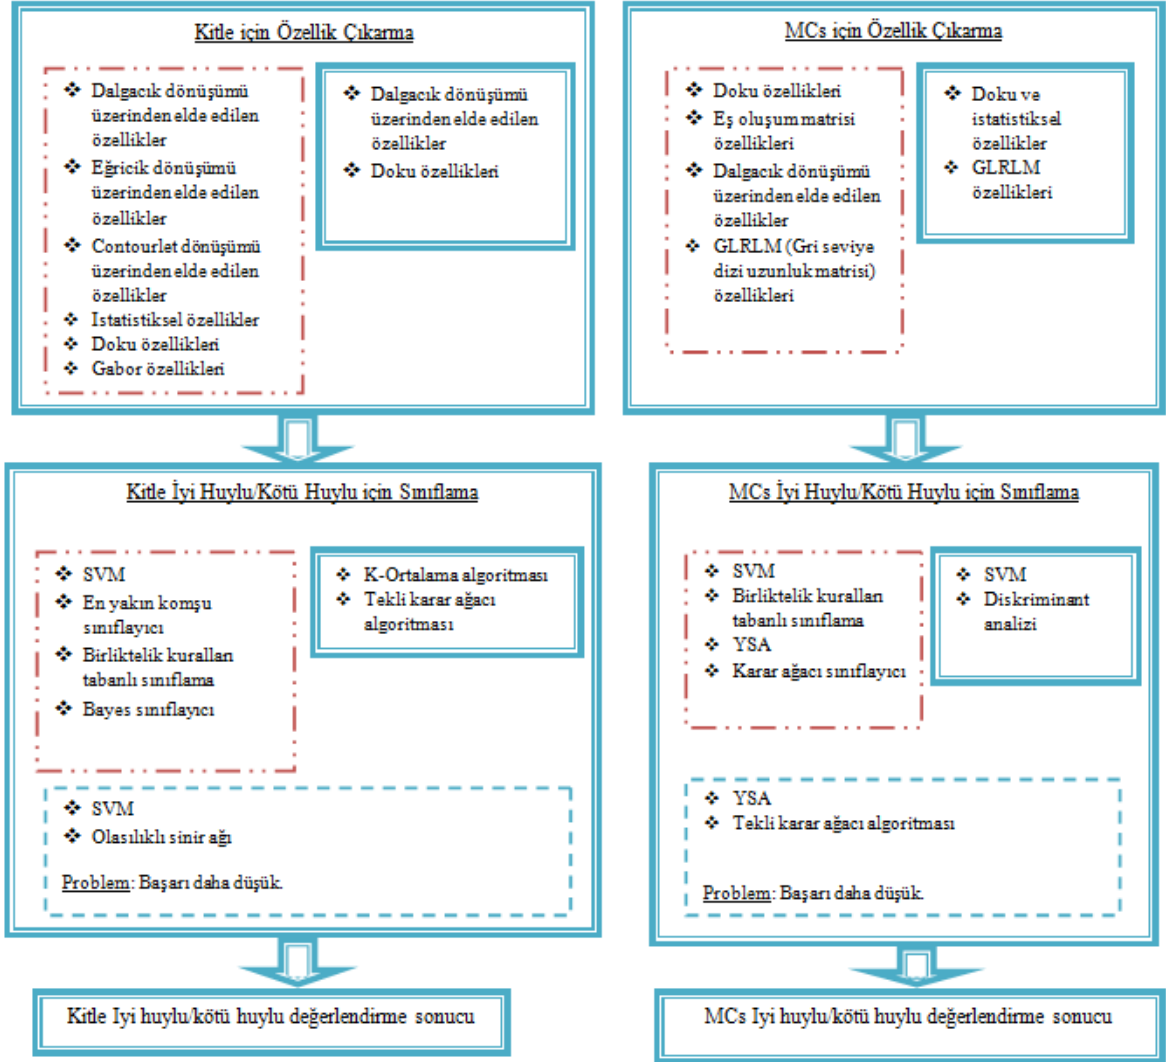 Kitle için Özellik Çıkarma
❖ Dalgacık dönüşümü
üzerinden elde edilen
özellikler
❖ Eğricik dönüşümü
üzerinden elde edilen
özellikler
❖ Contourlet dönüşümü
üzerinden elde edilen
özellikler
❖ Istatistiksel özellikler
❖ Doku özellikleri
❖ Gabor özellikleri
❖ Dalgacık dönüşümü
üzerinden elde edilen
özellikler
❖ Doku özellikleri
MCs için Özellik Çıkarma
❖ Doku özellikleri
❖ Eş oluşum matrisi
özellikleri
❖ Dalgacık dönüşümü
üzerinden elde edilen
özellikler
❖ GLRLM (Gri seviye
dizi uzunluk matrisi)
özellikleri
❖ Doku ve
istatistiksel
özellikler
❖ GLRLM
özellikleri
Kitle İyi Huylu/Kötü Huylu için Sınıflama
❖ SVM
❖ En yakın komşu
sınıflayıcı
❖ Birliktelik kuralları
tabanlı sınıflama
❖ Bayes sınıflayıcı
❖ K-Ortalama algoritması
❖ Tekli karar ağacı
algoritması
❖ SVM
❖ Olasılıklı sinir ağı
Problem: Başarı daha düşük.
MCs İyi Huylu/Kötü Huylu için Sınıflama
❖ SVM
❖ Birliktelik kuralları
tabanlı sınıflama
❖ YSA
❖ Karar ağacı sınıflayıcı
❖ SVM
❖ Diskriminant
analizi
❖ YSA
❖ Tekli karar ağacı algoritması
Problem: Başarı daha düşük.
Kitle Iyi huylu/kötü huylu değerlendirme sonucu
MCs Iyi huylu/kötü huylu değerlendirme sonucu